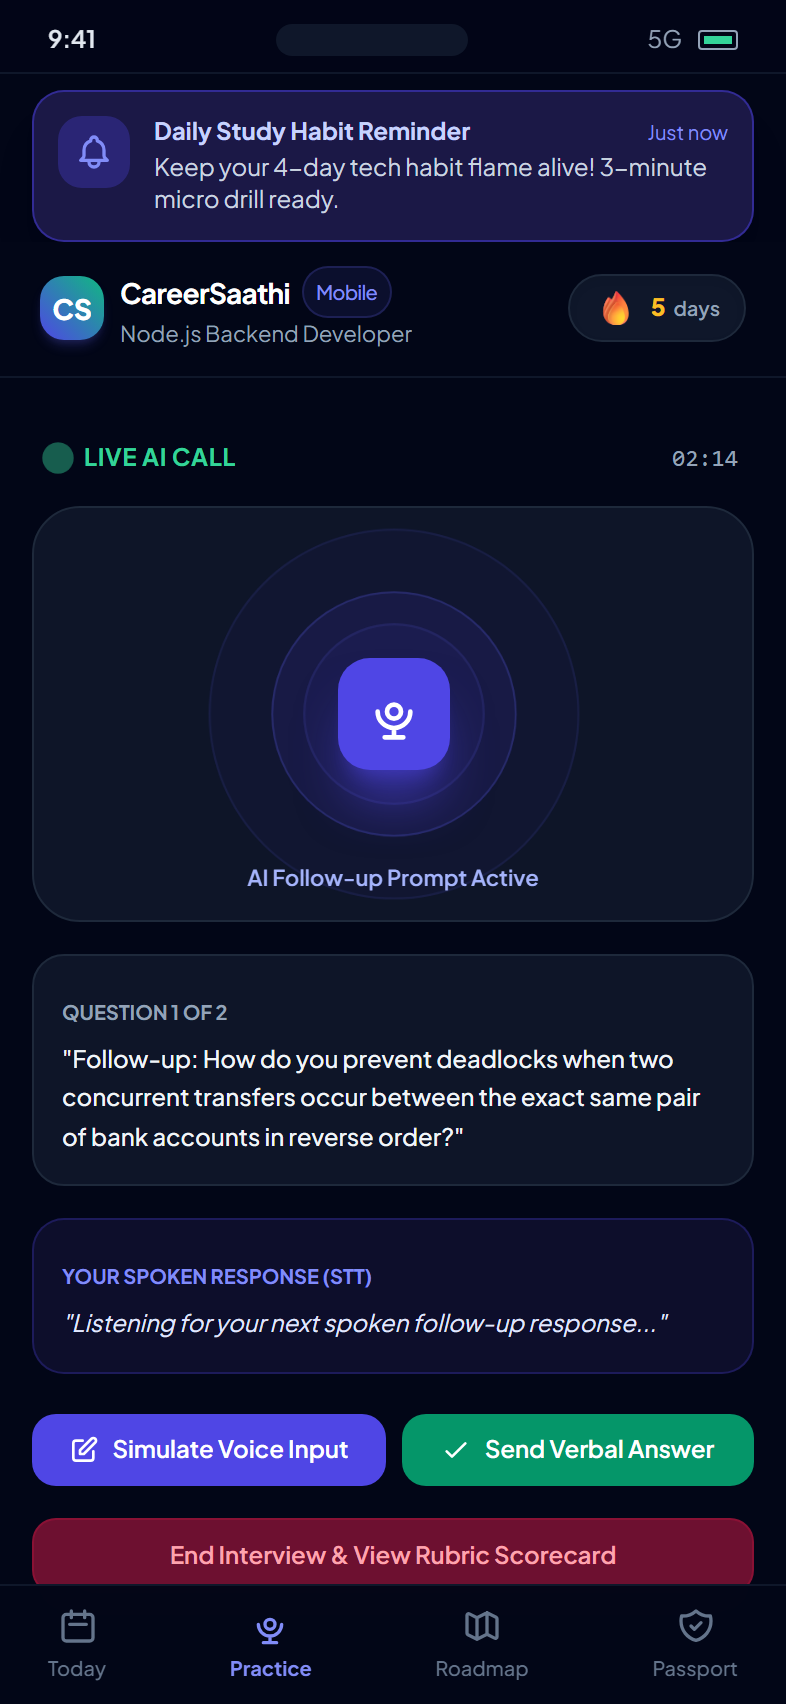 9:41
5G
Daily Study Habit Reminder
Just now
Keep your 4-day tech habit flame alive! 3-minute
micro drill ready.
CS
CareerSaathi
Mobile
Node.js Backend Developer
5 days
LIVE AI CALL
02:14
AI Follow-up Prompt Active
QUESTION 1 OF 2
"Follow-up: How do you prevent deadlocks when two
concurrent transfers occur between the exact same pair
of bank accounts in reverse order?"
YOUR SPOKEN RESPONSE (STT)
"Listening for your next spoken follow-up response..."
Simulate Voice Input
Send Verbal Answer
End Interview & View Rubric Scorecard
Today
Practice
Roadmap
Passport